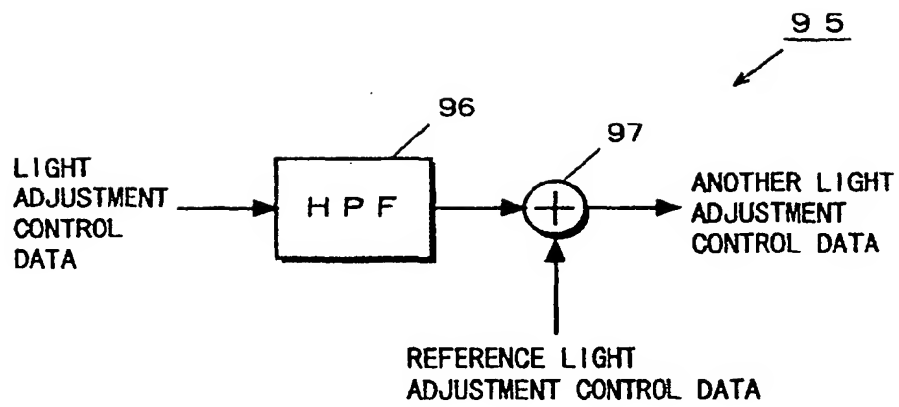 95
96
97
LIGHT
ADJUSTMENT
CONTROL
DATA
HPF
+
ANOTHER LIGHT
ADJUSTMENT
CONTROL DATA
REFERENCE LIGHT
ADJUSTMENT CONTROL DATA